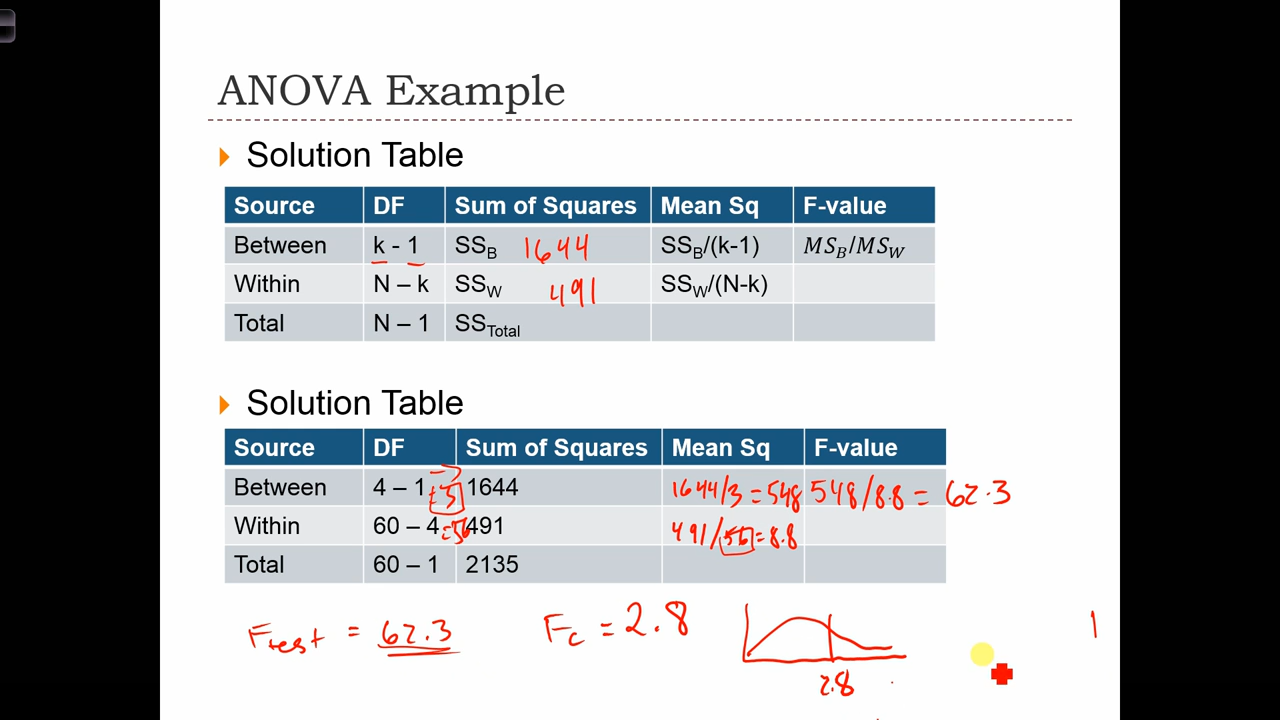 ANOVA Example
Solution Table
Source DF Sum of Squares Mean Sq F-value
Between k - 1 SSB 1644 SSB/(k-1) MSB/MSW
Within N – k SSW 491 SSW/(N-k)
Total N – 1 SSTotal
Solution Table
Source DF Sum of Squares Mean Sq F-value
Between 4 – 1 = 3 1644 1644/3 = 548 548/8.8 = 62.3
Within 60 – 4 = 56 491 491/56 = 8.8
Total 60 – 1 2135
Ftest = 62.3 Fc = 2.8
2.8